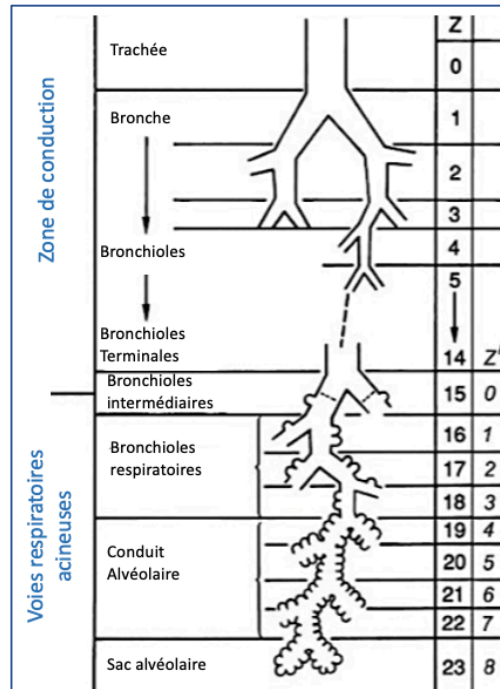 Z
Trachée
0
Bronche
1
2
3
Bronchioles
4
5
Bronchioles
Terminales
14 Z'
Bronchioles
intermédiaires
15 0
Bronchioles
respiratoires
16 1
17 2
18 3
Conduit
Alvéolaire
19 4
20 5
21 6
22 7
Sac alvéolaire
23 8
Zone de conduction
Voies respiratoires
acineuses